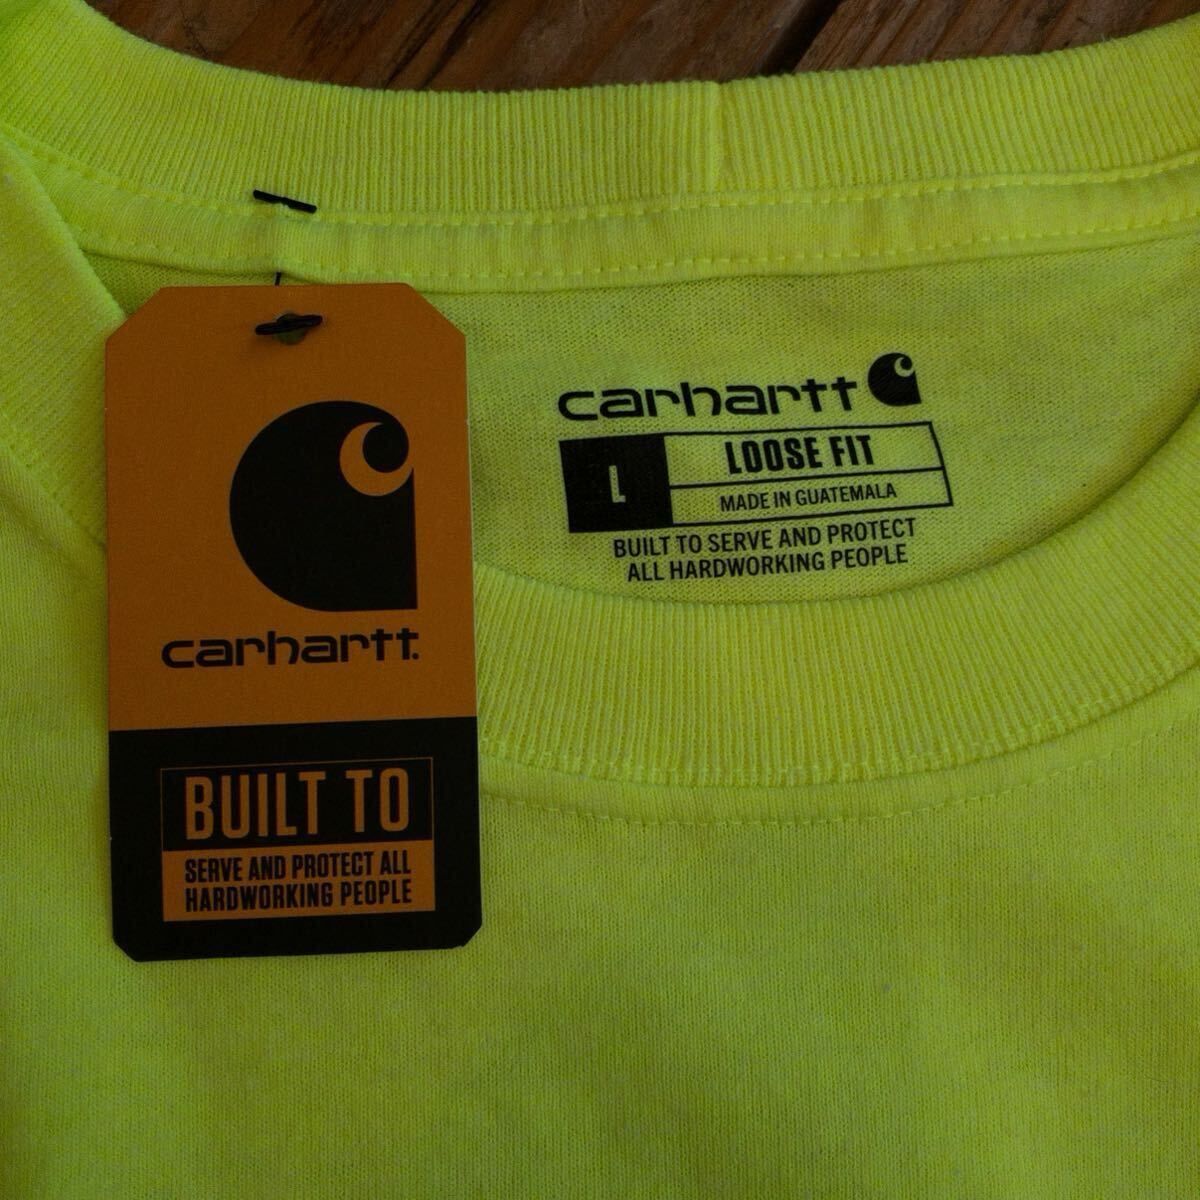 carhartt.
BUILT TO
SERVE AND PROTECT ALL
HARDWORKING PEOPLE
carhartt
L
LOOSE FIT
MADE IN GUATEMALA
BUILT TO SERVE AND PROTECT
ALL HARDWORKING PEOPLE